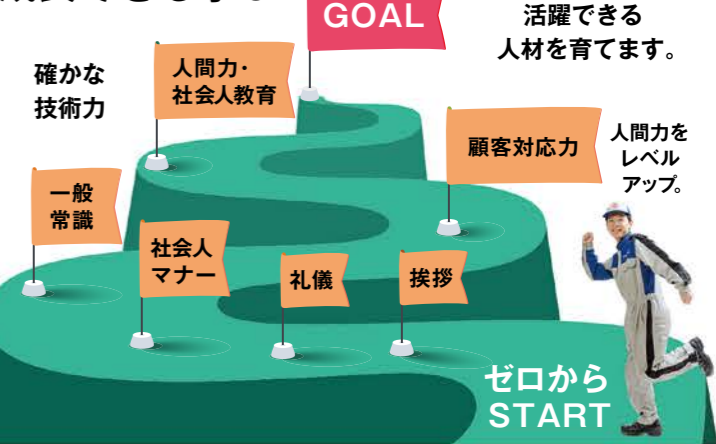 GOAL
活躍できる
人材を育てます。
確かな
技術力
人間力・
社会人教育
顧客対応力
人間力を
レベル
アップ。
一般
常識
社会人
マナー
礼儀
挨拶
ゼロから
START